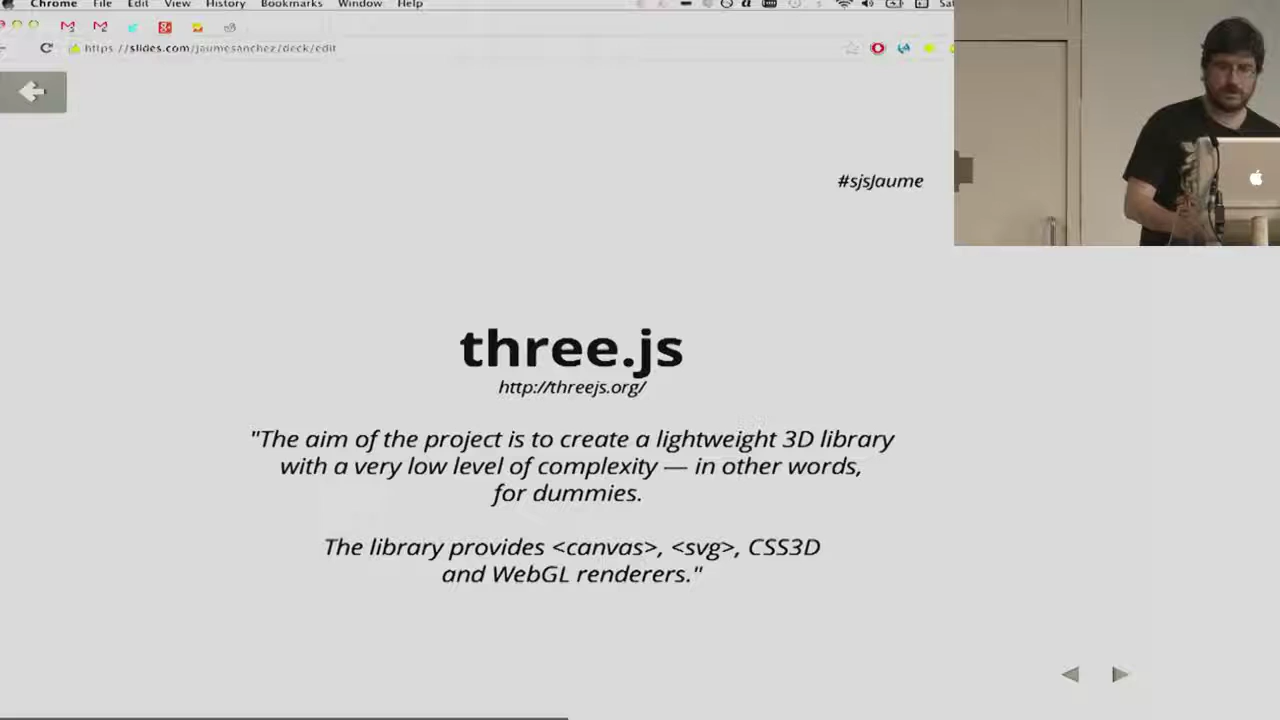 Chrome File Edit View History Bookmarks Window Help
https://slides.com/jaumesanchez/deck/edit
#sjsJaume
three.js
http://threejs.org/
"The aim of the project is to create a lightweight 3D library
with a very low level of complexity — in other words,
for dummies.
The library provides <canvas>, <svg>, CSS3D
and WebGL renderers."